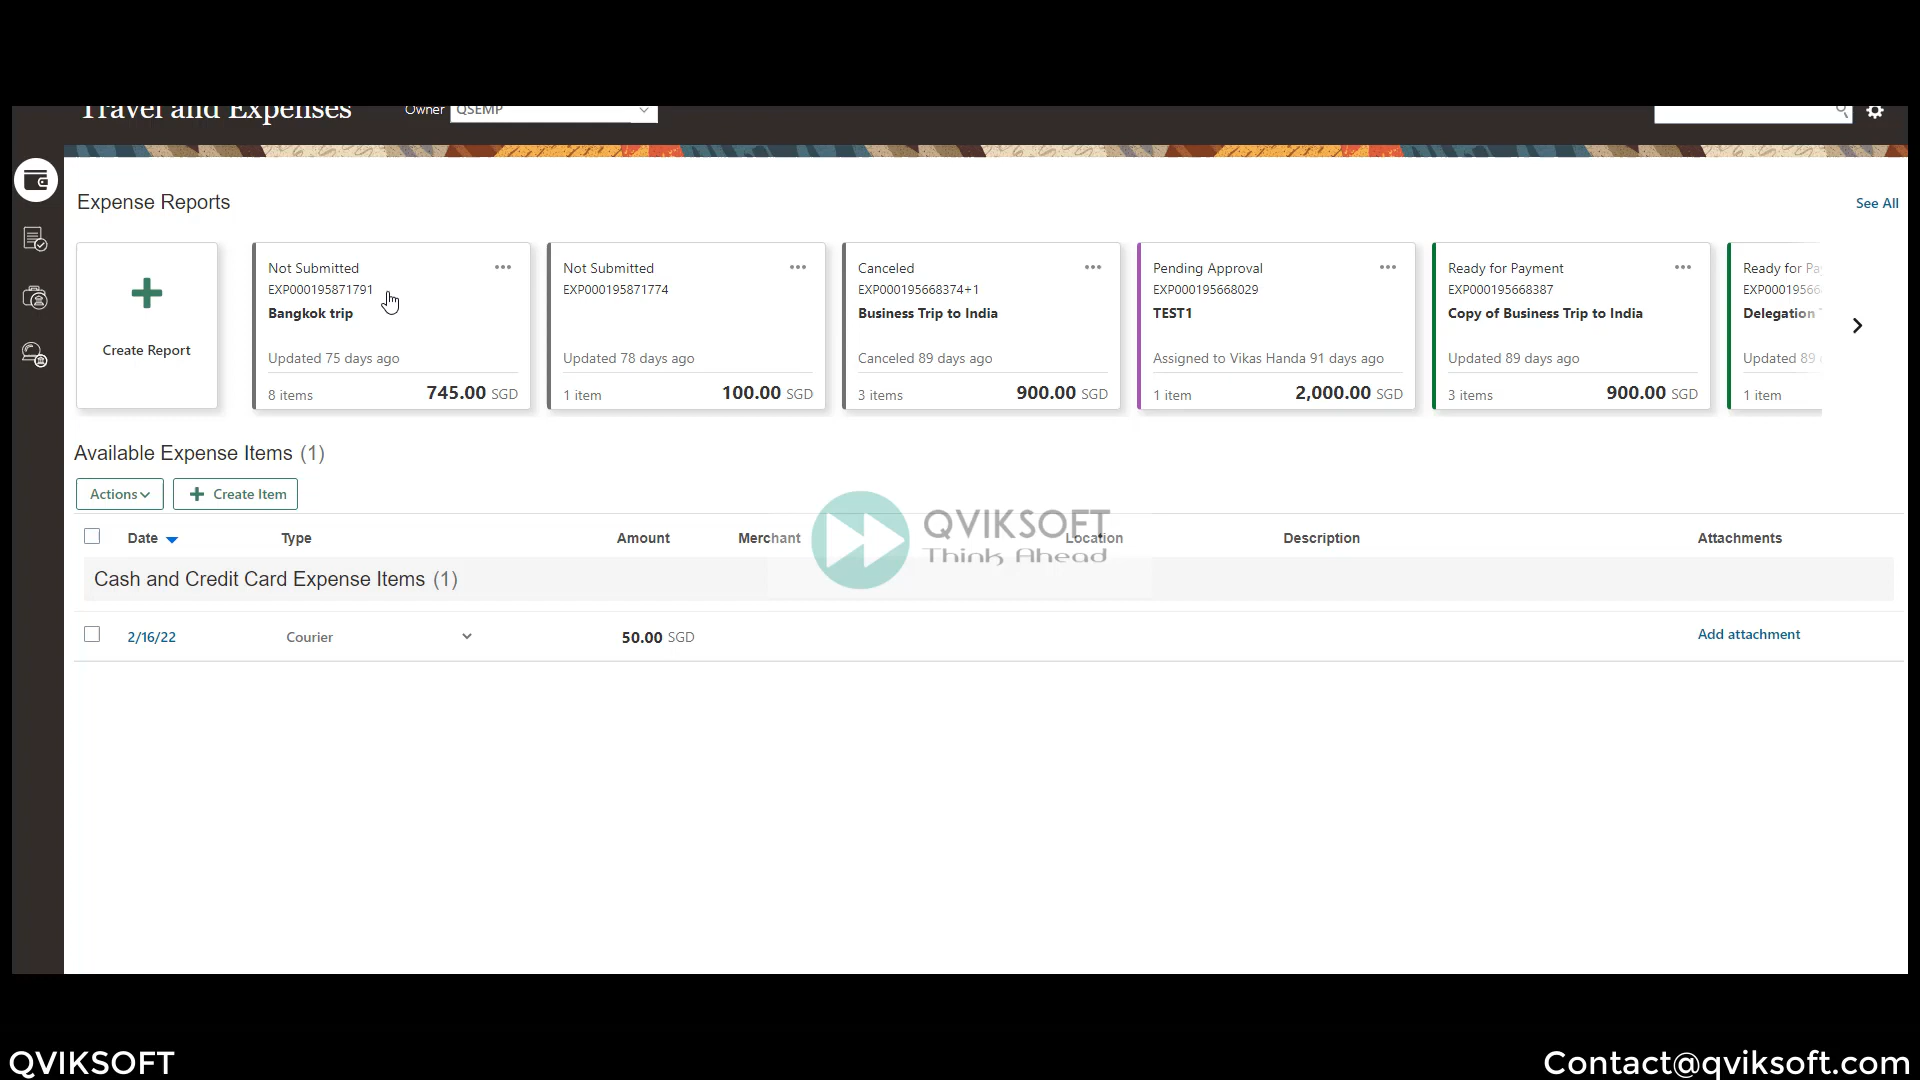 Travel and Expenses
Owner QSEMP
Expense Reports
See All
Create Report
Not Submitted
EXP000195871791
Bangkok trip
Updated 75 days ago
8 items 745.00 SGD
Not Submitted
EXP000195871774
Updated 78 days ago
1 item 100.00 SGD
Canceled
EXP000195668374+1
Business Trip to India
Canceled 89 days ago
3 items 900.00 SGD
Pending Approval
EXP000195668029
TEST1
Assigned to Vikas Handa 91 days ago
1 item 2,000.00 SGD
Ready for Payment
EXP000195668387
Copy of Business Trip to India
Updated 89 days ago
3 items 900.00 SGD
Ready for
Delegation
Updated 89
1 item
Available Expense Items (1)
Actions Create Item
Date Type Amount Merchant Location Description Attachments
Cash and Credit Card Expense Items (1)
2/16/22 Courier 50.00 SGD Add attachment
QVIKSOFT
Think Ahead
QVIKSOFT
Contact@qviksoft.com